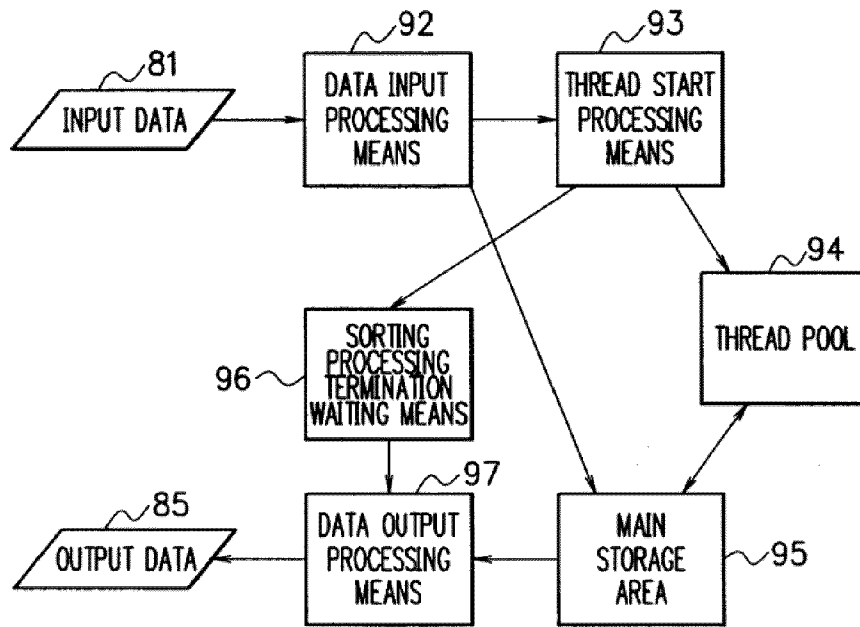 92
93
81
INPUT DATA
DATA INPUT
PROCESSING
MEANS
THREAD START
PROCESSING
MEANS
94
THREAD POOL
96
SORTING
PROCESSING
TERMINATION
WAITING MEANS
97
85
OUTPUT DATA
DATA OUTPUT
PROCESSING
MEANS
MAIN
STORAGE
AREA
95